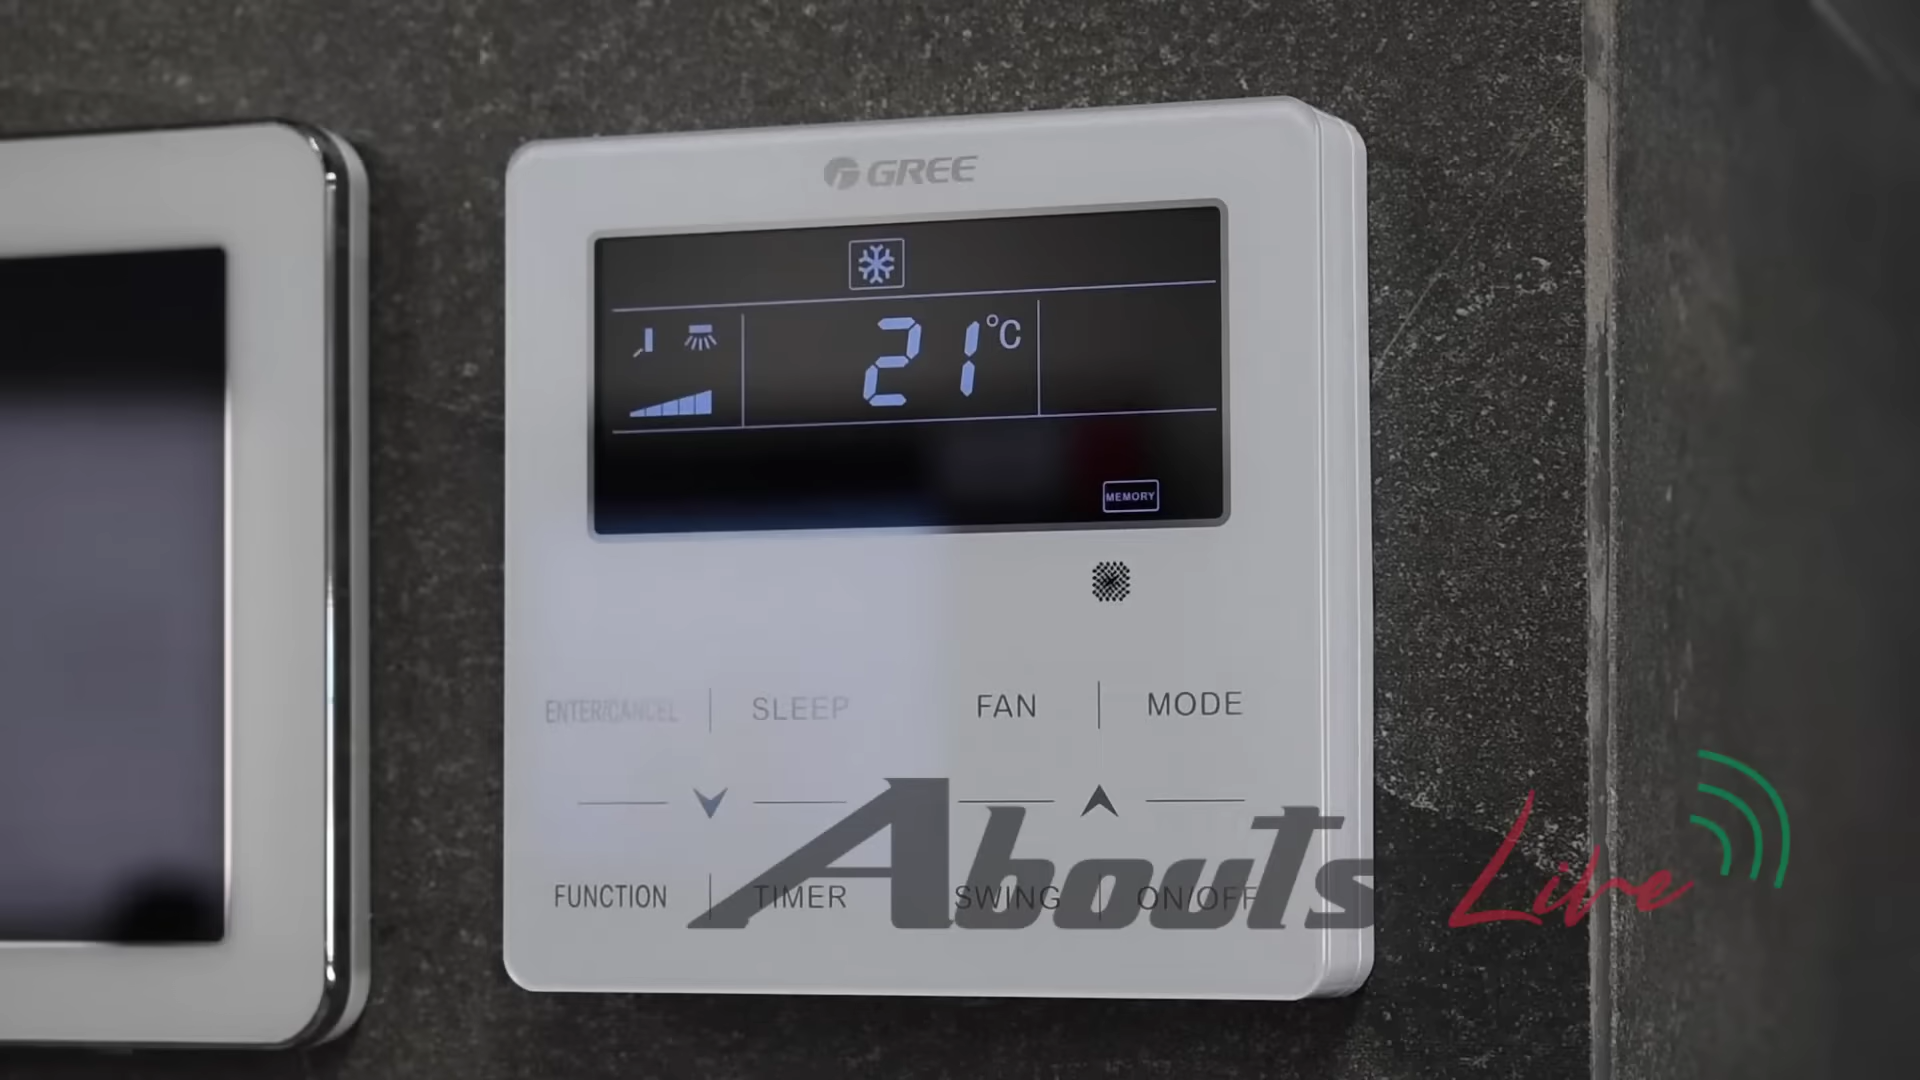 GREE
21°C
MEMORY
ENTER/CANCEL SLEEP FAN MODE
FUNCTION TIMER SWING ON/OFF
Abouts Live